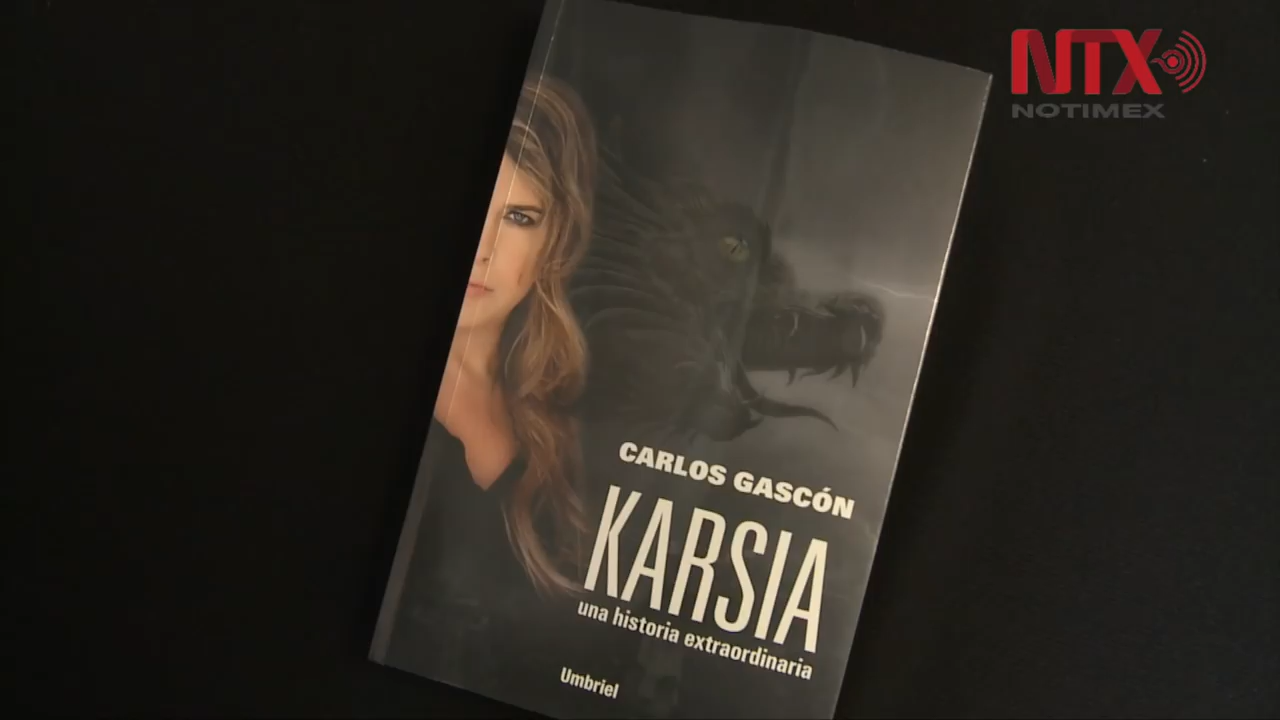 NTX
NOTIMEX
CARLOS GASCÓN
KARSIA
una historia extraordinaria
Umbriel